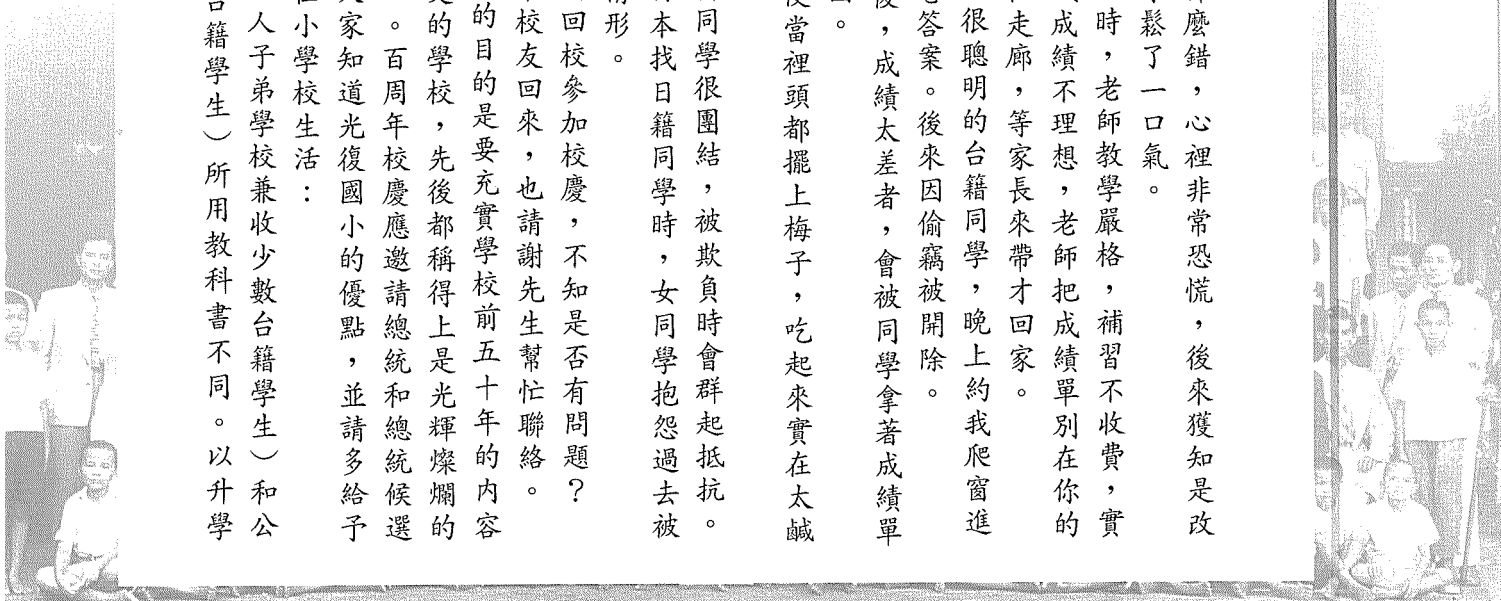 麼錯，心裡非常恐慌，後來獲知是改
鬆了一口氣。
時，老師教學嚴格，補習不收費，實
成績不理想，老師把成績單別在你的
走廊，等家長來帶才回家。
很聰明的台籍同學，晚上約我爬窗進
答案。後來因偷竊被開除。
後，成績太差者，會被同學拿著成績單
。
便當裡頭都擺上梅子，吃起來實在太鹹
同學很團結，被欺負時會群起抵抗。
本找日籍同學時，女同學抱怨過去被
情形。
回校參加校慶，不知是否有問題？
校友回來，也請謝先生幫忙聯絡。
的目的是要充實學校前五十年的內容
的學校，先後都稱得上是光輝燦爛的
。百周年校慶應邀請總統和總統候選
家知道光復國小的優點，並請多給予
小學校生活：
人子弟學校兼收少數台籍學生）和公
台籍學生）所用教科書不同。以升學